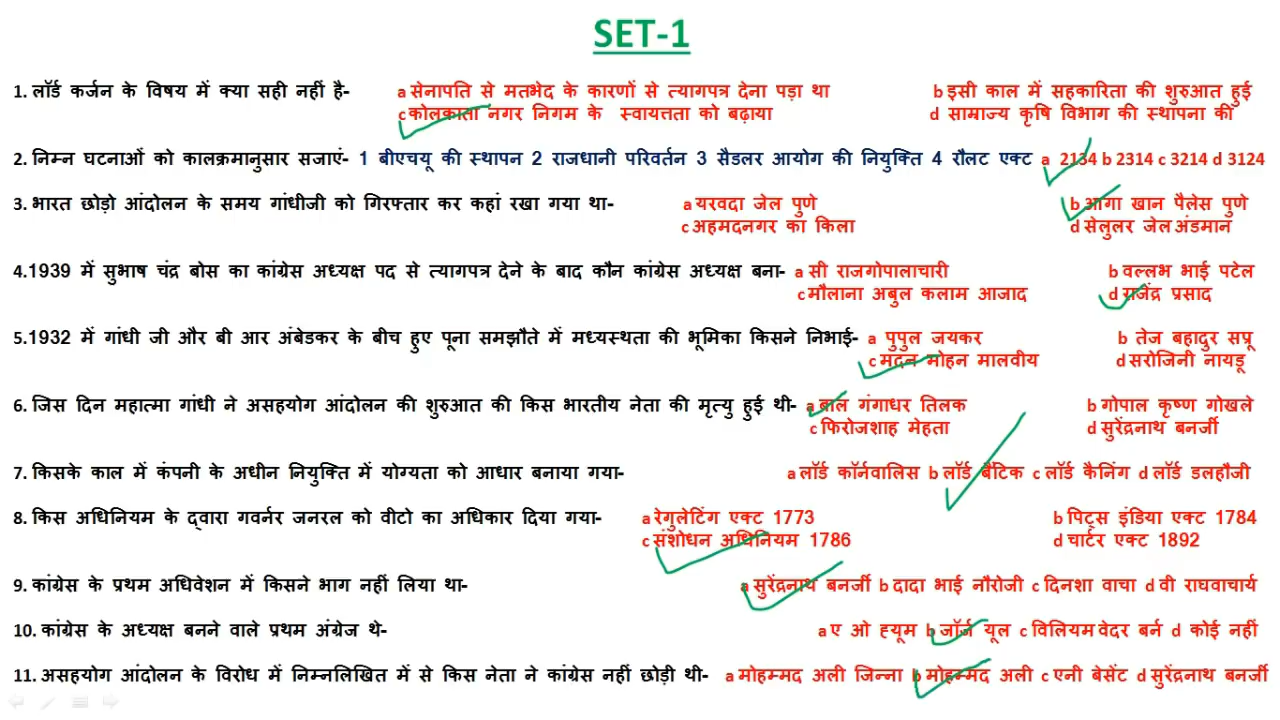 SET-1
1. लॉर्ड कर्जन के विषय में क्या सही नहीं है- a सेनापति से मतभेद के कारणों से त्यागपत्र देना पड़ा था b इसी काल में सहकारिता की शुरुआत हुई
c कोलकाता नगर निगम के स्वायत्तता को बढ़ाया d साम्राज्य कृषि विभाग की स्थापना की
2. निम्न घटनाओं को कालक्रमानुसार सजाएं- 1 बीएचयू की स्थापन 2 राजधानी परिवर्तन 3 सैडलर आयोग की नियुक्ति 4 रौलट एक्ट a 2134 b 2314 c 3214 d 3124
3. भारत छोड़ो आंदोलन के समय गांधीजी को गिरफ्तार कर कहां रखा गया था- a यरवदा जेल पुणे b आगा खान पैलेस पुणे
c अहमदनगर का किला d सेलुलर जेल अंडमान
4.1939 में सुभाष चंद्र बोस का कांग्रेस अध्यक्ष पद से त्यागपत्र देने के बाद कौन कांग्रेस अध्यक्ष बना- a सी राजगोपालाचारी b वल्लभ भाई पटेल
c मौलाना अबुल कलाम आजाद d राजेंद्र प्रसाद
5.1932 में गांधी जी और बी आर अंबेडकर के बीच हुए पूना समझौते में मध्यस्थता की भूमिका किसने निभाई- a पुपुल जयकर b तेज बहादुर सप्रू
c मदन मोहन मालवीय d सरोजिनी नायडू
6. जिस दिन महात्मा गांधी ने असहयोग आंदोलन की शुरुआत की किस भारतीय नेता की मृत्यु हुई थी- a बाल गंगाधर तिलक b गोपाल कृष्ण गोखले
c फिरोजशाह मेहता d सुरेंद्रनाथ बनर्जी
7. किसके काल में कंपनी के अधीन नियुक्ति में योग्यता को आधार बनाया गया- a लॉर्ड कॉर्नवालिस b लॉर्ड बैंटिक c लॉर्ड कैनिंग d लॉर्ड डलहौजी
8. किस अधिनियम के द्वारा गवर्नर जनरल को वीटो का अधिकार दिया गया- a रेगुलेटिंग एक्ट 1773 b पिट्स इंडिया एक्ट 1784
c संशोधन अधिनियम 1786 d चार्टर एक्ट 1892
9. कांग्रेस के प्रथम अधिवेशन में किसने भाग नहीं लिया था- a सुरेंद्रनाथ बनर्जी b दादा भाई नौरोजी c दिनशा वाचा d वी राघवाचार्य
10. कांग्रेस के अध्यक्ष बनने वाले प्रथम अंग्रेज थे- a ए ओ ह्यूम b जॉर्ज यूल c विलियम वेदर बर्न d कोई नहीं
11. असहयोग आंदोलन के विरोध में निम्नलिखित में से किस नेता ने कांग्रेस नहीं छोड़ी थी- a मोहम्मद अली जिन्ना b मोहम्मद अली c एनी बेसेंट d सुरेंद्रनाथ बनर्जी